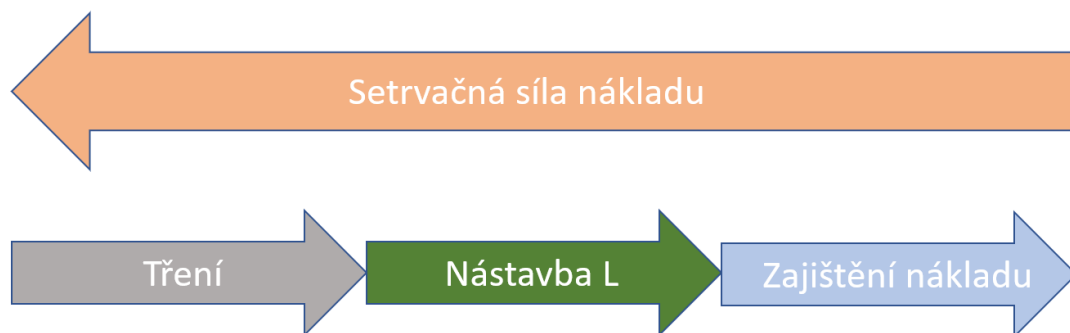 Setrvačná síla nákladu
Tření
Nástavba L
Zajištění nákladu